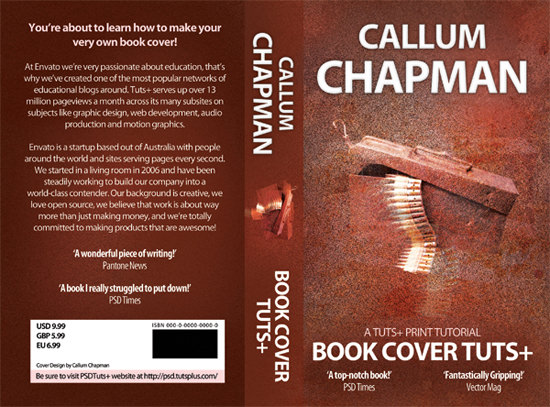 You're about to learn how to make your
very own book cover!
At Envato we're very passionate about education, that's
why we've created one of the most popular networks of
educational blogs around. Tuts+ serves up over 13
million pageviews a month across its many subsites on
subjects like graphic design, web development, audio
production and motion graphics.
Envato is a startup based out of Australia with people
around the world and sites serving pages every second.
We started in a living room in 2006 and have been
steadily working to build our company into a
world-class contender. Our background is creative, we
love open source, we believe that work is about way
more than just making money, and we're totally
committed to making products that are awesome!
'A wonderful piece of writing!'
Pantone News
'A book I really struggled to put down!'
PSD Times
USD 9.99
GBP 5.99
EU 6.99
ISBN 000-0-0000-0000-0
Cover Design by Callum Chapman
Be sure to visit PSDTuts+ website at http://psd.tutsplus.com/
CALLUM
CHAPMAN
BOOK COVER
TUTS+
CALLUM
CHAPMAN
A TUTS+ PRINT TUTORIAL
BOOK COVER TUTS+
'A top-notch book!'
PSD Times
'Fantastically Gripping!'
Vector Mag